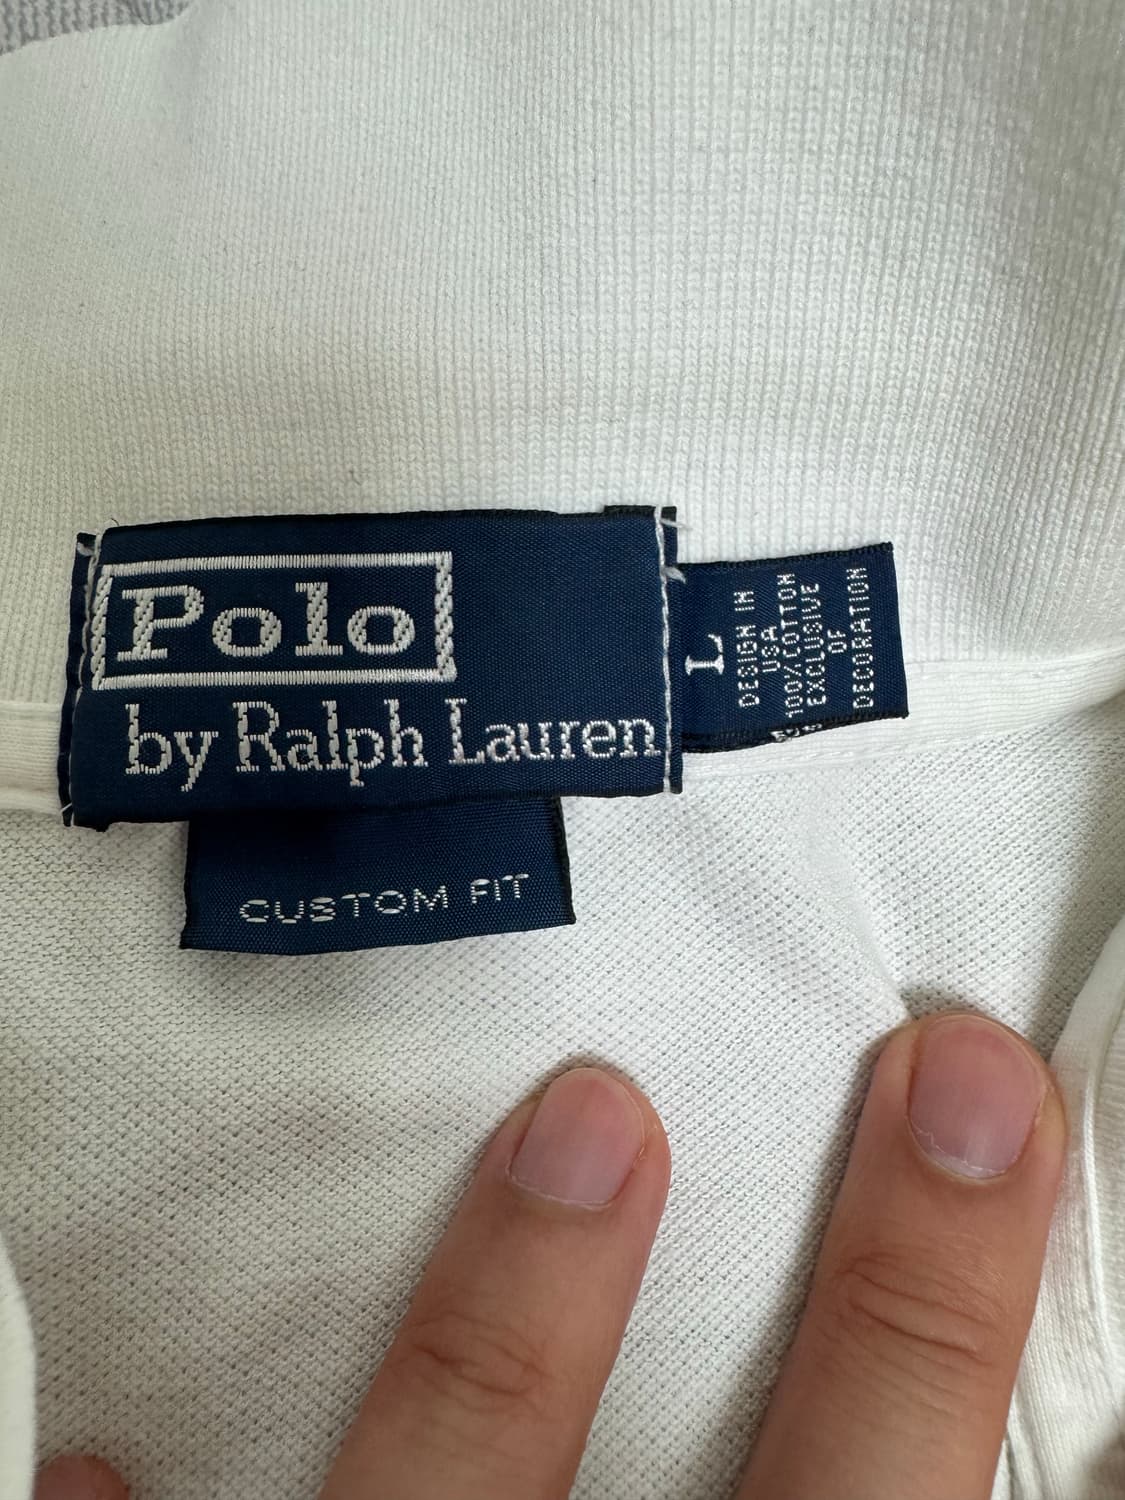 Polo
by Ralph Lauren
CUSTOM FIT
L
DESIGN IN
USA
100%COTTON
EXCLUSIVE
OF
DECORATION